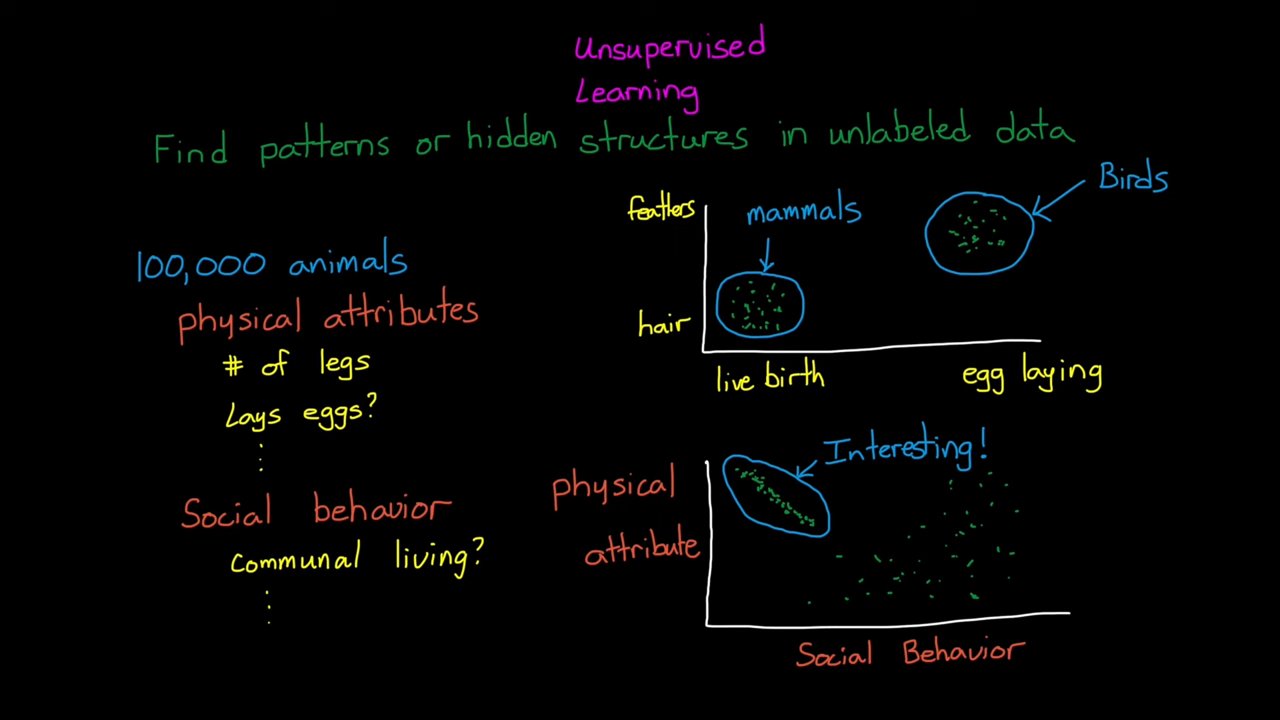 Unsupervised
Learning
Find patterns or hidden structures in unlabeled data
100,000 animals
physical attributes
# of legs
Lays eggs?
Social behavior
communal living?
feathers
mammals
Birds
hair
live birth
egg laying
Interesting!
physical
attribute
Social Behavior